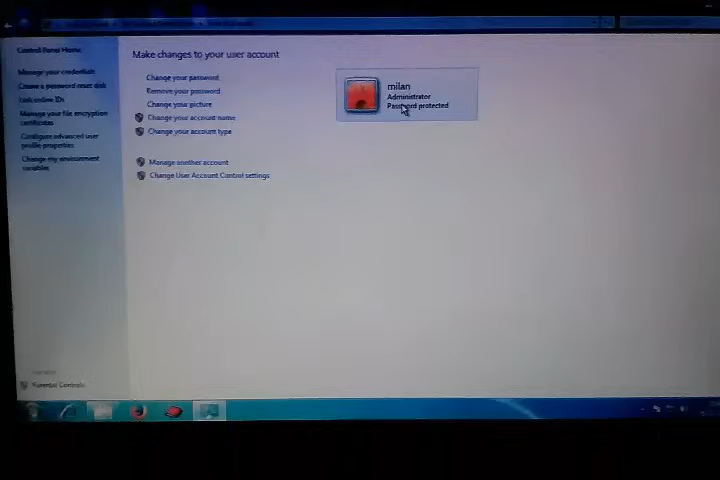 Control Panel Home
Manage your credentials
Create a password reset disk
Link online IDs
Manage your file encryption
certificates
Configure advanced user
profile properties
Change my environment
variables
Parental Controls
Make changes to your user account
Change your password
Remove your password
Change your picture
Change your account name
Change your account type
Manage another account
Change User Account Control settings
milan
Administrator
Password protected